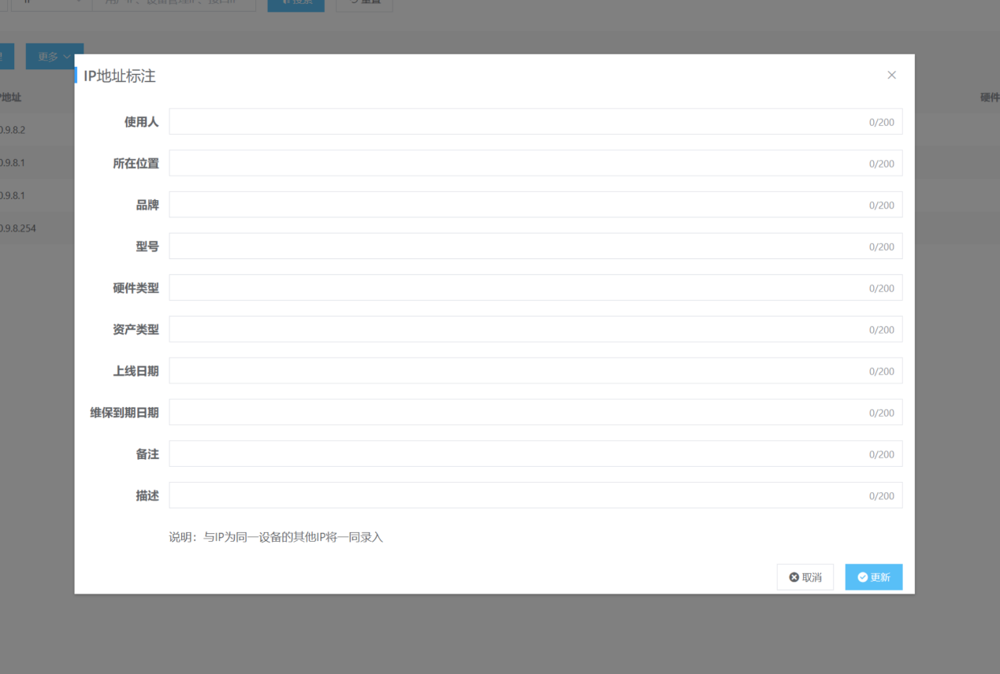 更多
IP地址标注
地址
硬件
使用人 0/200
0.9.8.2
所在位置 0/200
0.9.8.1
0.9.8.1
品牌 0/200
0.9.8.254
型号 0/200
硬件类型 0/200
资产类型 0/200
上线日期 0/200
维保到期日期 0/200
备注 0/200
描述 0/200
说明：与IP为同一设备的其他IP将一同录入
取消
更新